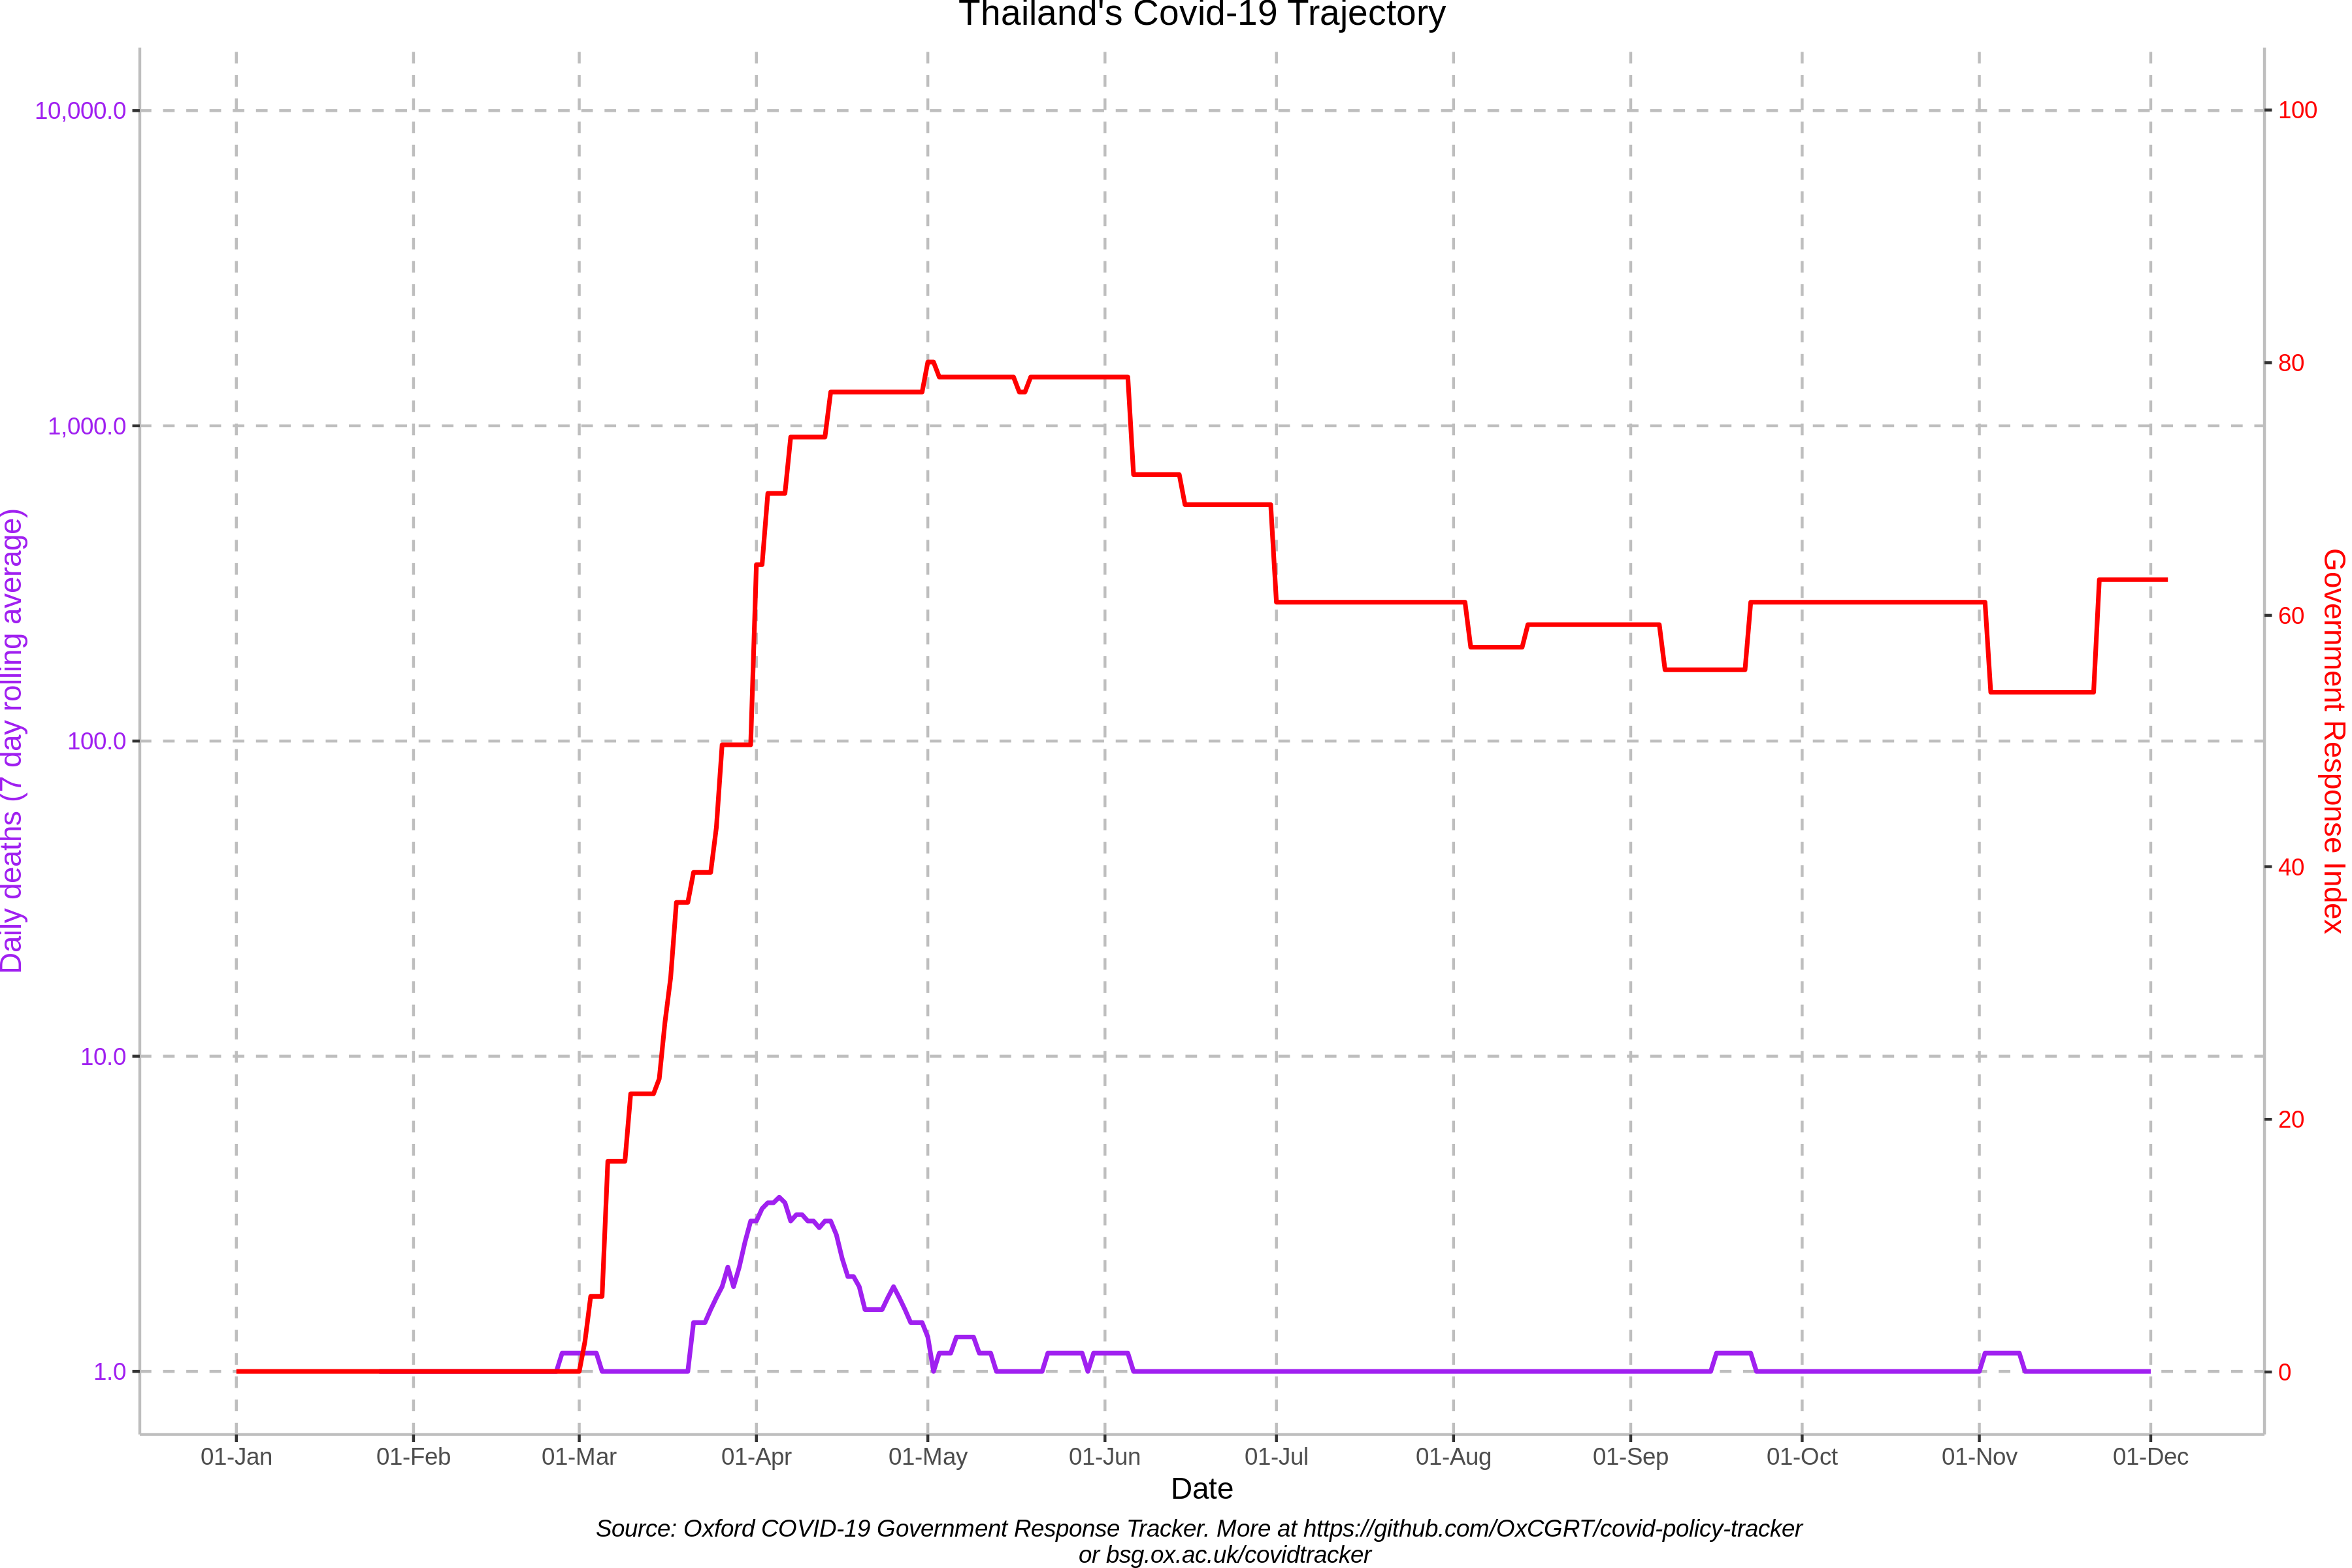 Thailand's Covid-19 Trajectory
10,000.0
1,000.0
100.0
10.0
1.0
Daily deaths (7 day rolling average)
100
80
60
40
20
0
Government Response Index
01-Jan
01-Feb
01-Mar
01-Apr
01-May
01-Jun
01-Jul
01-Aug
01-Sep
01-Oct
01-Nov
01-Dec
Date
Source: Oxford COVID-19 Government Response Tracker. More at https://github.com/OxCGRT/covid-policy-tracker
or bsg.ox.ac.uk/covidtracker